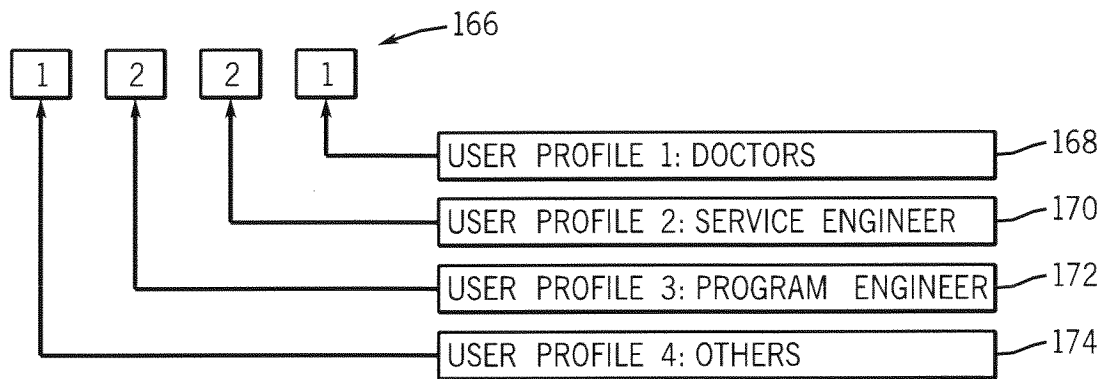 166
1 2 2 1
USER PROFILE 1: DOCTORS 168
USER PROFILE 2: SERVICE ENGINEER 170
USER PROFILE 3: PROGRAM ENGINEER 172
USER PROFILE 4: OTHERS 174